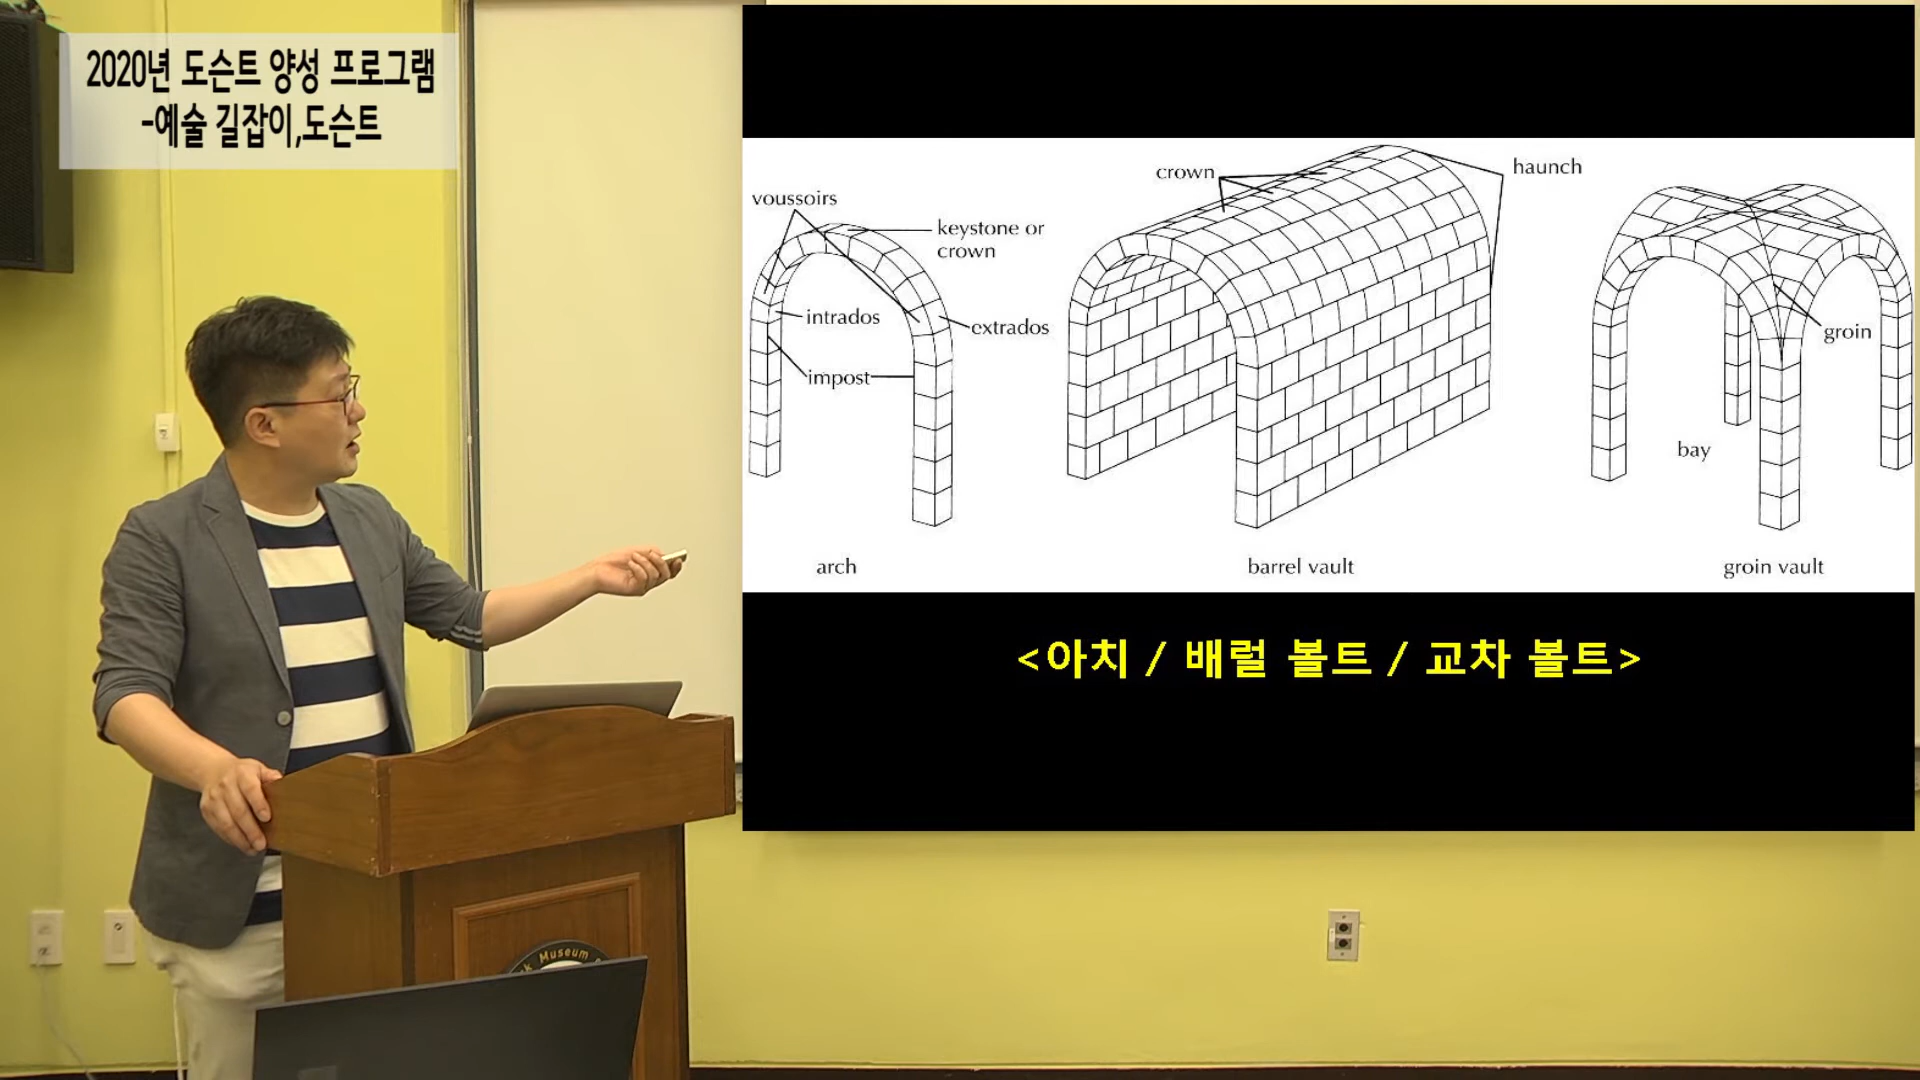 2020년 도슨트 양성 프로그램
-예술 길잡이,도슨트
voussoirs
keystone or
crown
intrados
extrados
impost
arch
crown
haunch
barrel vault
groin
bay
groin vault
<아치 / 배럴 볼트 / 교차 볼트>
Museum